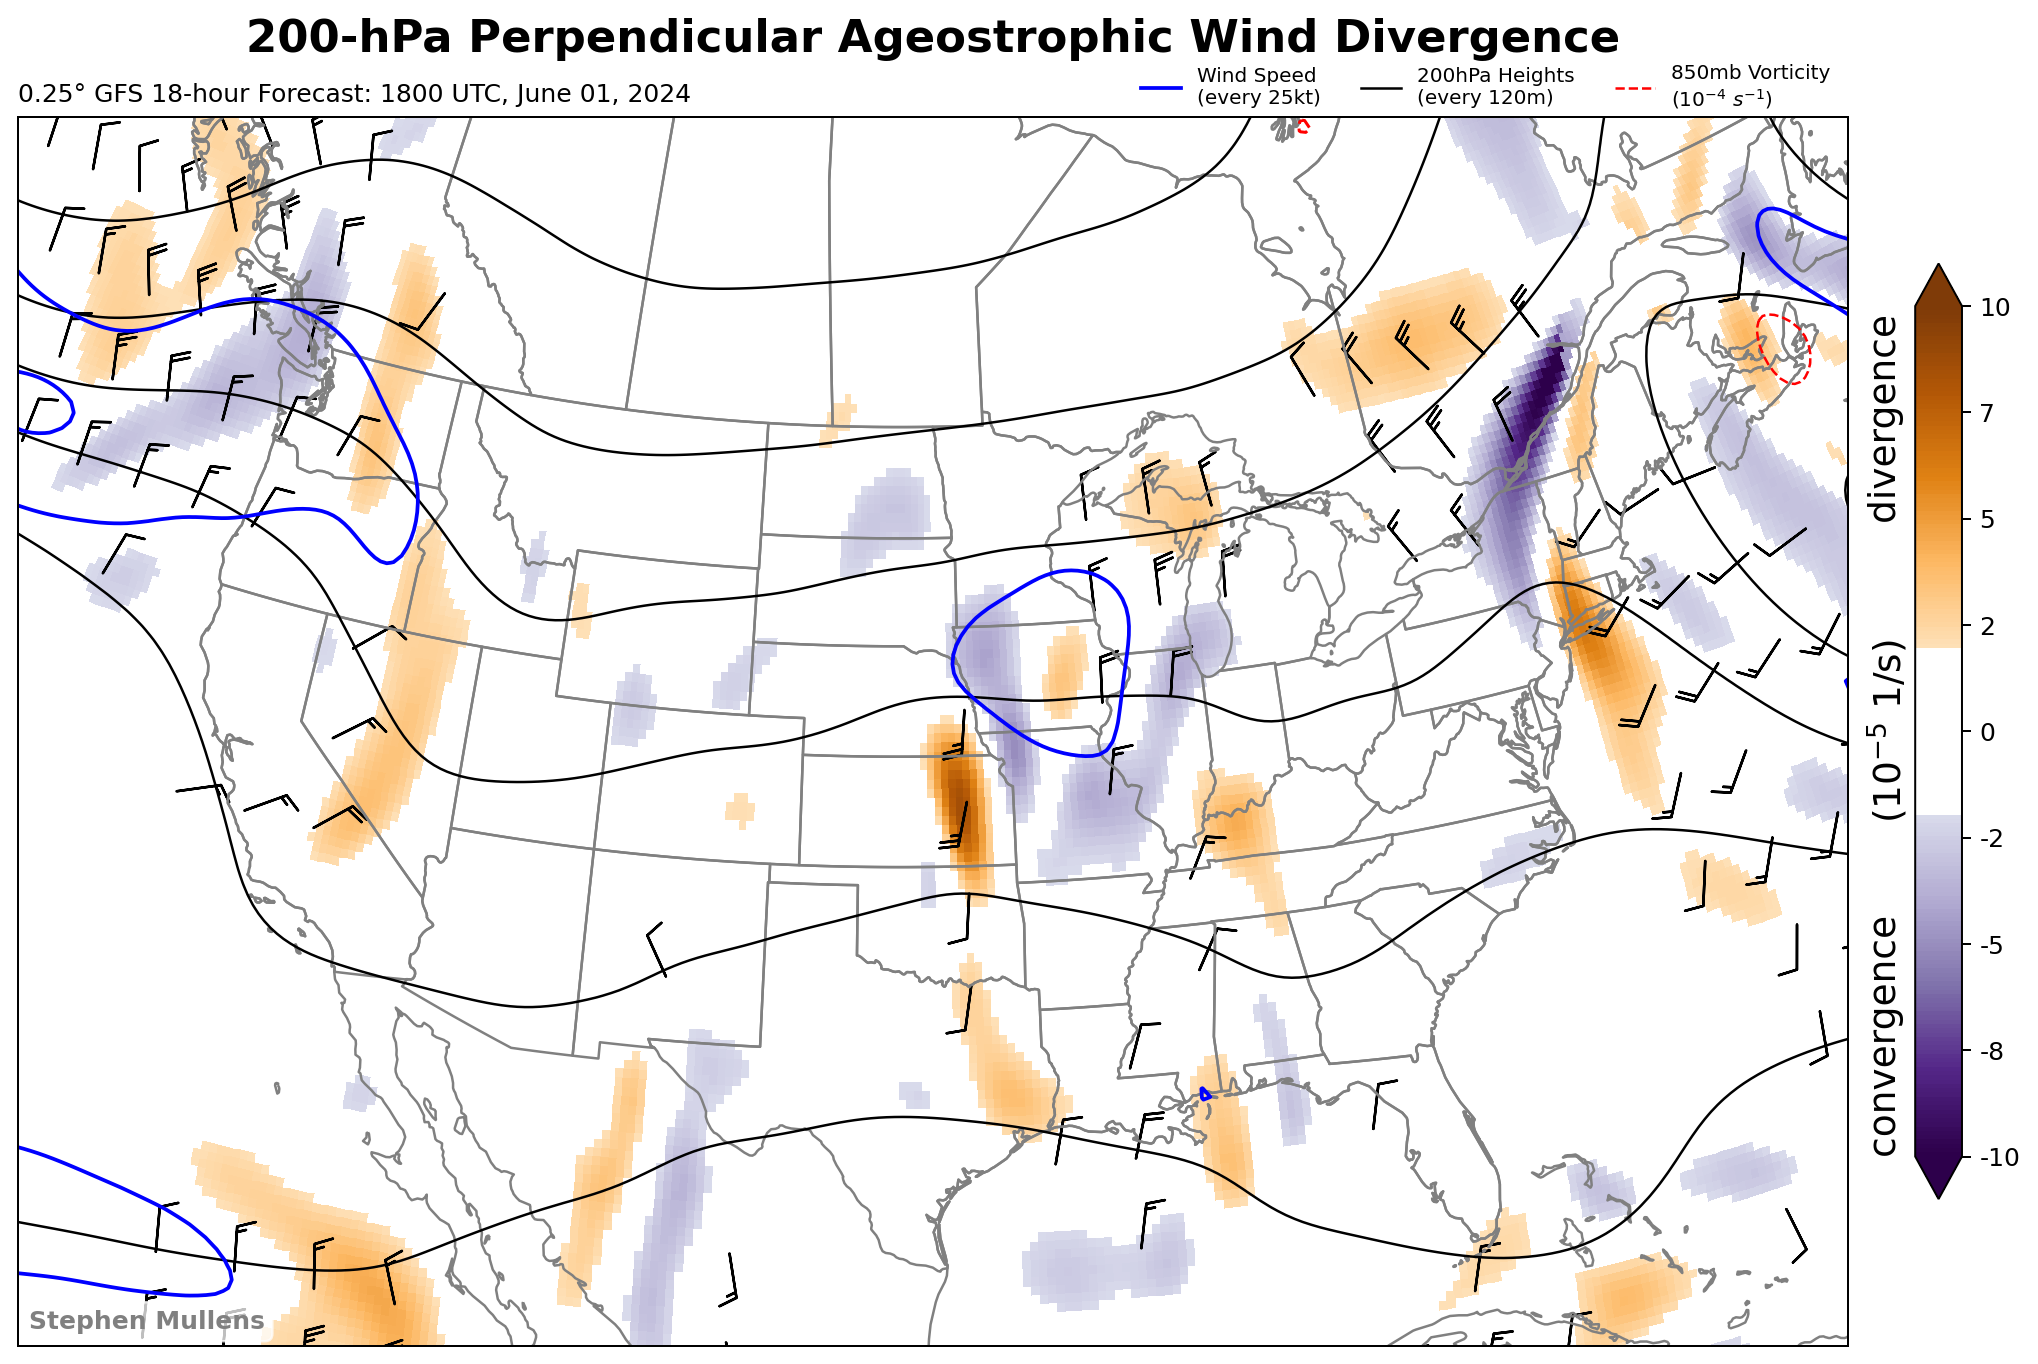 200-hPa Perpendicular Ageostrophic Wind Divergence
0.25° GFS 18-hour Forecast: 1800 UTC, June 01, 2024
Wind Speed
(every 25kt)
200hPa Heights
(every 120m)
850mb Vorticity
(10⁻⁴ s⁻¹)
10
7
5
2
0
-2
-5
-8
-10
convergence (10⁻⁵ 1/s) divergence
Stephen Mullens